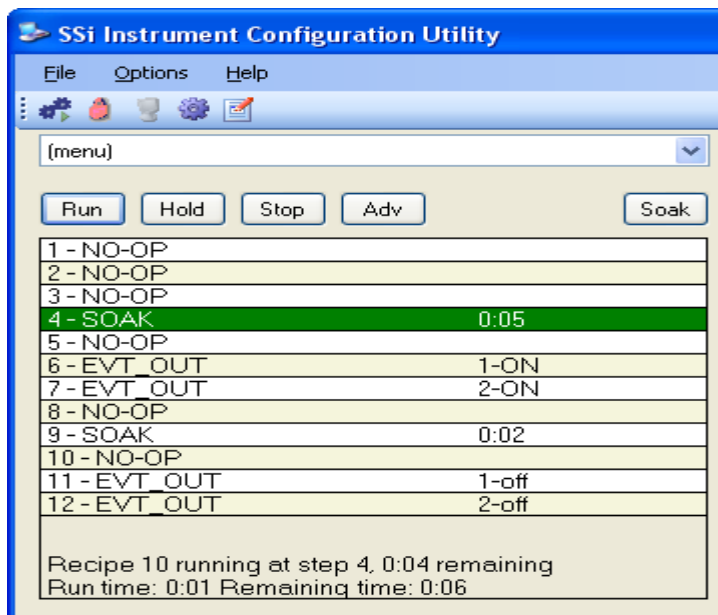 SSi Instrument Configuration Utility
File Options Help
(menu)
Run Hold Stop Adv Soak
1 - NO-OP
2 - NO-OP
3 - NO-OP
4 - SOAK 0:05
5 - NO-OP
6 - EVT_OUT 1-ON
7 - EVT_OUT 2-ON
8 - NO-OP
9 - SOAK 0:02
10 - NO-OP
11 - EVT_OUT 1-off
12 - EVT_OUT 2-off
Recipe 10 running at step 4, 0:04 remaining
Run time: 0:01 Remaining time: 0:06